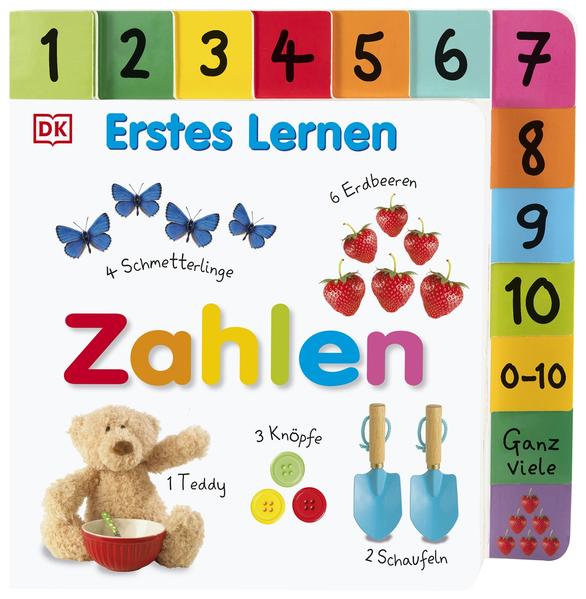 1 2 3 4 5 6 7
8
9
10
0-10
Ganz
viele
DK
Erstes Lernen
6 Erdbeeren
4 Schmetterlinge
Zahlen
3 Knöpfe
1 Teddy
2 Schaufeln